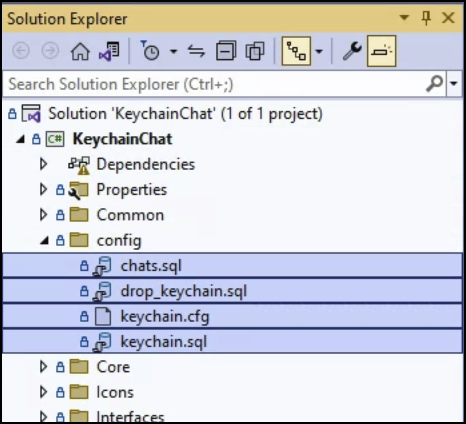 Solution Explorer
Search Solution Explorer (Ctrl+;)
Solution 'KeychainChat' (1 of 1 project)
C# KeychainChat
Dependencies
Properties
Common
config
chats.sql
drop_keychain.sql
keychain.cfg
keychain.sql
Core
Icons
Interfaces